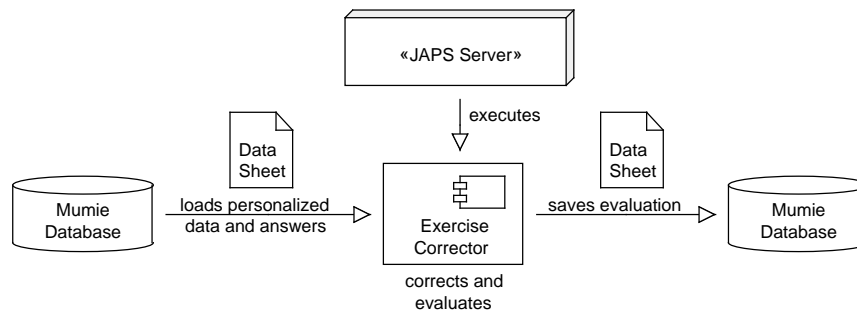 «JAPS Server»
executes
Data
Sheet
Data
Sheet
Mumie
Database
loads personalized
data and answers
Exercise
Corrector
saves evaluation
Mumie
Database
corrects and
evaluates